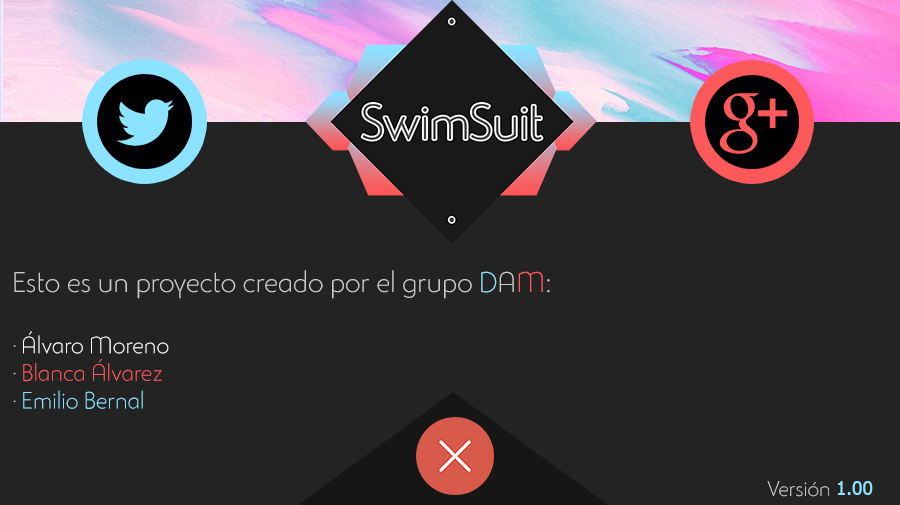 SwimSuit
g+
Esto es un proyecto creado por el grupo DAM:
· Álvaro Moreno
· Blanca Álvarez
· Emilio Bernal
Versión 1.00